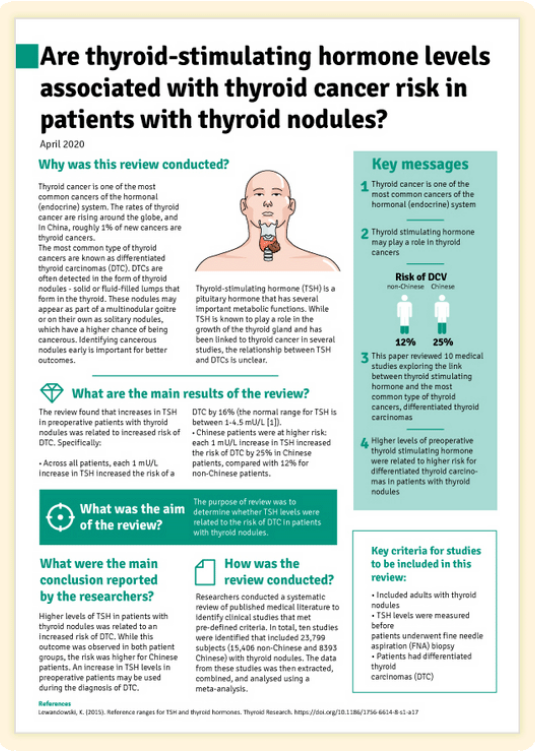 Are thyroid-stimulating hormone levels
associated with thyroid cancer risk in
patients with thyroid nodules?
April 2020
Why was this review conducted?
Thyroid cancer is one of the most
common cancers of the hormonal
(endocrine) system. The rates of thyroid
cancer are rising around the globe, and
in China, roughly 1% of new cancers are
thyroid cancers.
The most common type of thyroid
cancers are known as differentiated
thyroid carcinomas (DTC). DTCs are
often detected in the form of thyroid
nodules - solid or fluid-filled lumps that
form in the thyroid. These nodules may
appear as part of a multinodular goitre
or on their own as solitary nodules,
which have a higher chance of being
cancerous. Identifying cancerous
nodules early is important for better
outcomes.
Thyroid-stimulating hormone (TSH) is a
pituitary hormone that has several
important metabolic functions. While
TSH is known to play a role in the
growth of the thyroid gland and has
been linked to thyroid cancer in several
studies, the relationship between TSH
and DTCs is unclear.
What are the main results of the review?
The review found that increases in TSH
in preoperative patients with thyroid
nodules was related to increased risk of
DTC. Specifically:
• Across all patients, each 1 mU/L
increase in TSH increased the risk of a
DTC by 16% (the normal range for TSH is
between 1-4.5 mU/L [1]).
• Chinese patients were at higher risk:
each 1 mU/L increase in TSH increased
the risk of DTC by 25% in Chinese
patients, compared with 12% for
non-Chinese patients.
What was the aim
of the review?
The purpose of review was to
determine whether TSH levels were
related to the risk of DTC in patients
with thyroid nodules.
What were the main
conclusion reported
by the researchers?
Higher levels of TSH in patients with
thyroid nodules was related to an
increased risk of DTC. While this
outcome was observed in both patient
groups, the risk was higher for Chinese
patients. An increase in TSH levels in
preoperative patients may be used
during the diagnosis of DTC.
How was the
review conducted?
Researchers conducted a systematic
review of published medical literature to
identify clinical studies that met
pre-defined criteria. In total, ten studies
were identified that included 23,799
subjects (15,406 non-Chinese and 8393
Chinese) with thyroid nodules. The data
from these studies was then extracted,
combined, and analysed using a
meta-analysis.
Key messages
1 Thyroid cancer is one of the
most common cancers of the
hormonal (endocrine) system
2 Thyroid stimulating hormone
may play a role in thyroid
cancers
Risk of DCV
non-Chinese Chinese
12% 25%
3 This paper reviewed 10 medical
studies exploring the link
between thyroid stimulating
hormone and the most
common type of thyroid
cancers, differentiated thyroid
carcinomas
4 Higher levels of preoperative
thyroid stimulating hormone
were related to higher risk for
differentiated thyroid carcino-
mas in patients with thyroid
nodules
Key criteria for studies
to be included in this
review:
• Included adults with thyroid
nodules
• TSH levels were measured
before
patients underwent fine needle
aspiration (FNA) biopsy
• Patients had differentiated
thyroid
carcinomas (DTC)
References
Lewandowski, K. (2015). Reference ranges for TSH and thyroid hormones. Thyroid Research. https://doi.org/10.1186/1756-6614-8-s1-a17